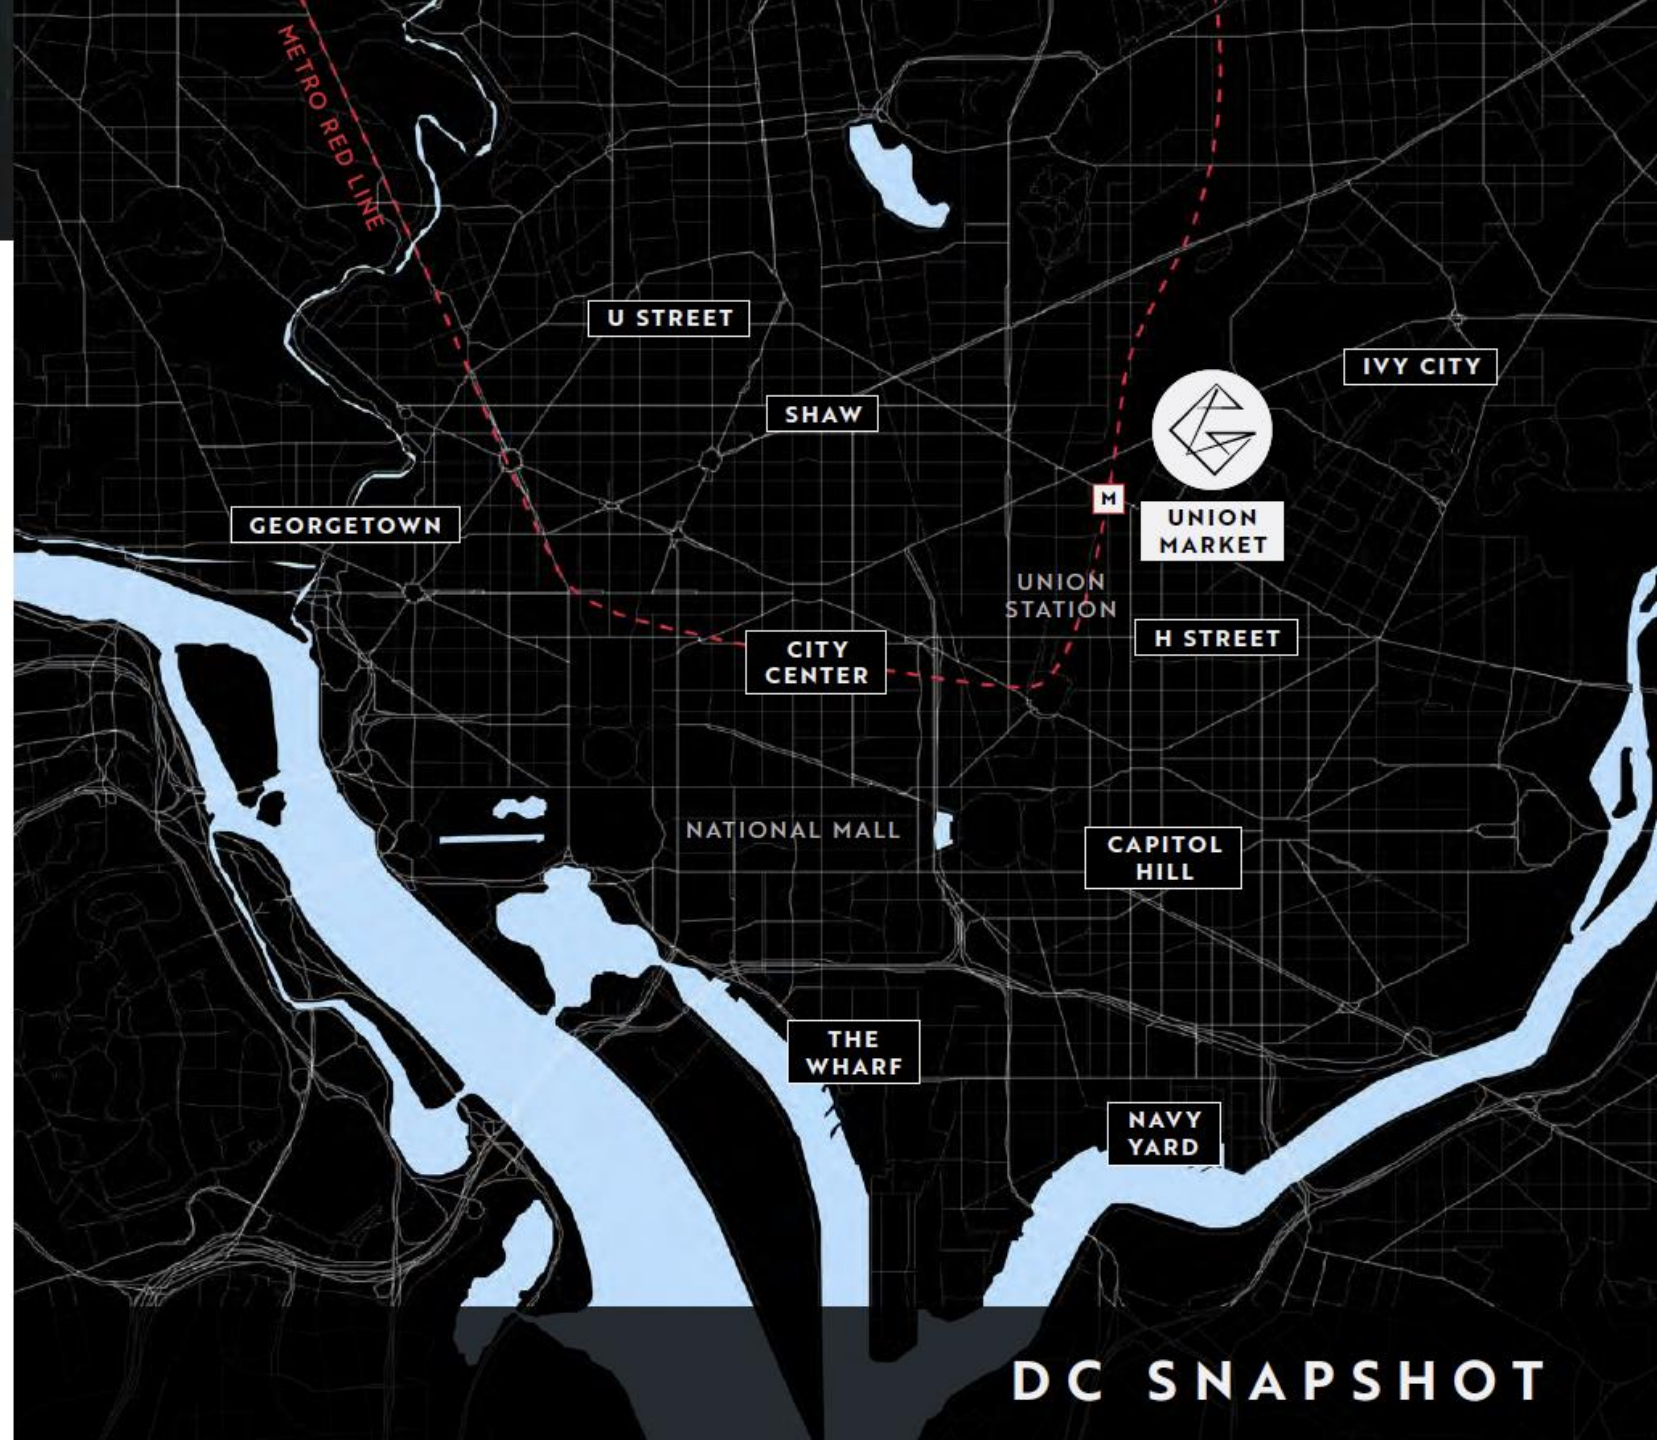 METRO RED LINE
U STREET
IVY CITY
SHAW
M
UNION
MARKET
GEORGETOWN
UNION
STATION
H STREET
CITY
CENTER
NATIONAL MALL
CAPITOL
HILL
THE
WHARF
NAVY
YARD
DC SNAPSHOT